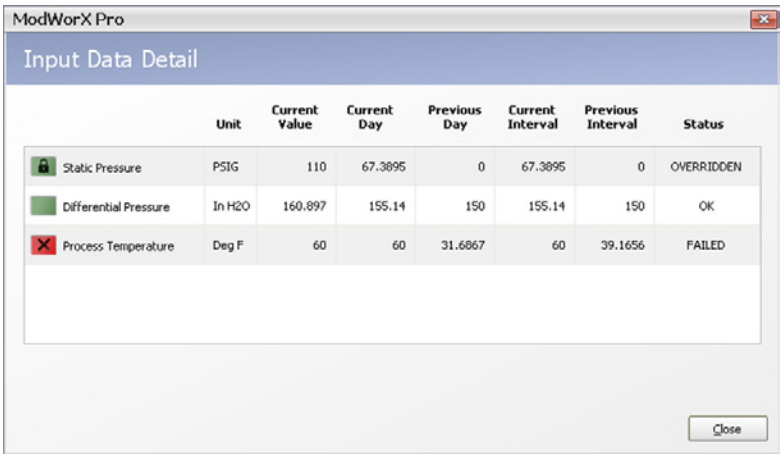 ModWorX Pro
Input Data Detail
Unit Current Value Current Day Previous Day Current Interval Previous Interval Status
Static Pressure PSIG 110 67.3895 0 67.3895 0 OVERRIDDEN
Differential Pressure In H2O 160.897 155.14 150 155.14 150 OK
Process Temperature Deg F 60 60 31.6867 60 39.1656 FAILED
Close